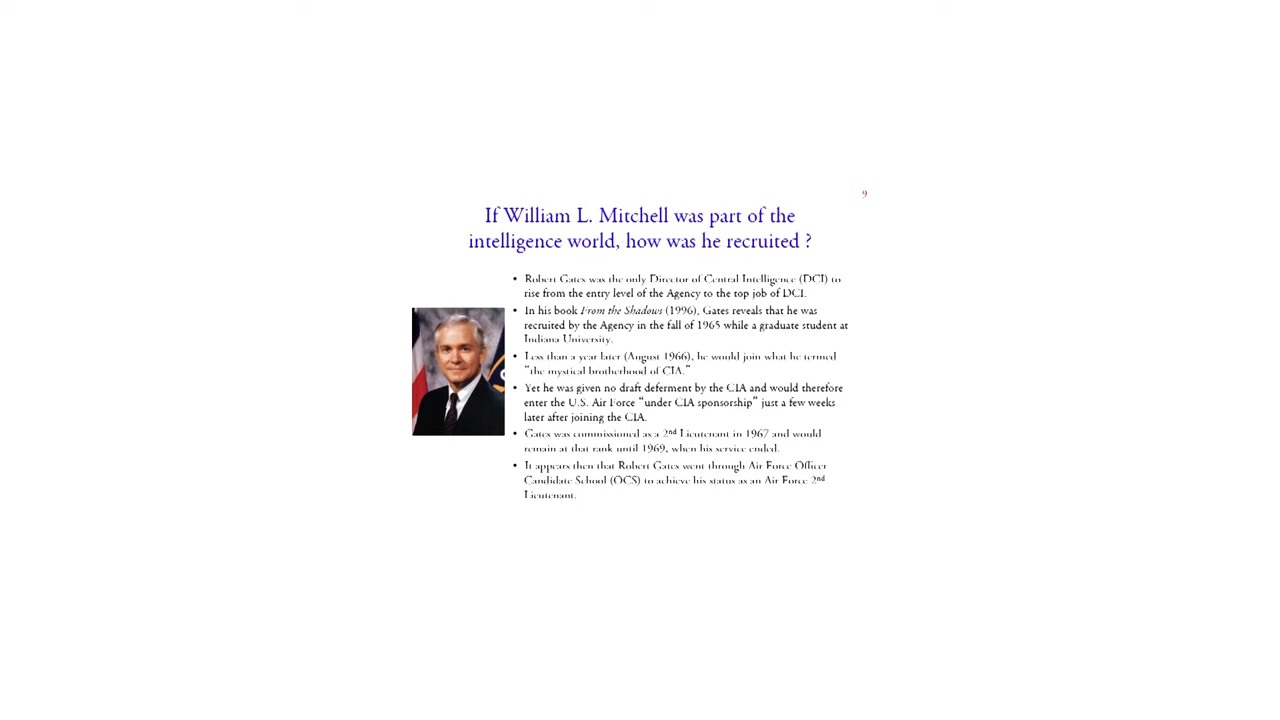 9
If William L. Mitchell was part of the
intelligence world, how was he recruited ?
• Robert Gates was the only Director of Central Intelligence (DCI) to
rise from the entry level of the Agency to the top job of DCI.
• In his book From the Shadows (1996), Gates reveals that he was
recruited by the Agency in the fall of 1965 while a graduate student at
Indiana University.
• Less than a year later (August 1966), he would join what he termed
“the mystical brotherhood of CIA.”
• Yet he was given no draft deferment by the CIA and would therefore
enter the U.S. Air Force “under CIA sponsorship” just a few weeks
later after joining the CIA.
• Gates was commissioned as a 2nd Lieutenant in 1967 and would
remain at that rank until 1969, when his service ended.
• It appears then that Robert Gates went through Air Force Officer
Candidate School (OCS) to achieve his status as an Air Force 2nd
Lieutenant.